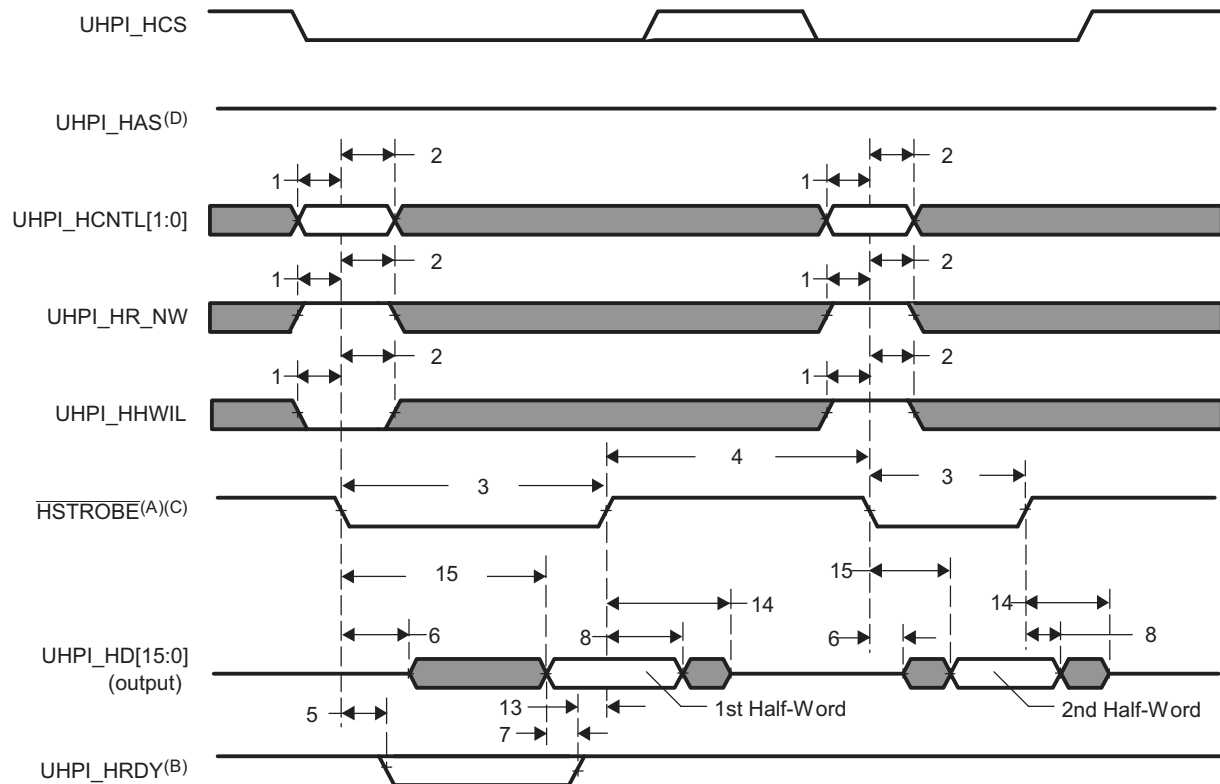 UHPI_HCS
UHPI_HAS(D)
2
2
1
1
UHPI_HCNTL[1:0]
2
2
1
1
UHPI_HR_NW
2
2
1
1
UHPI_HHWIL
4
3
3
HSTROBE(A)(C)
15
15
14
14
6
8
6
8
UHPI_HD[15:0]
(output)
5
13
1st Half-Word
2nd Half-Word
7
UHPI_HRDY(B)